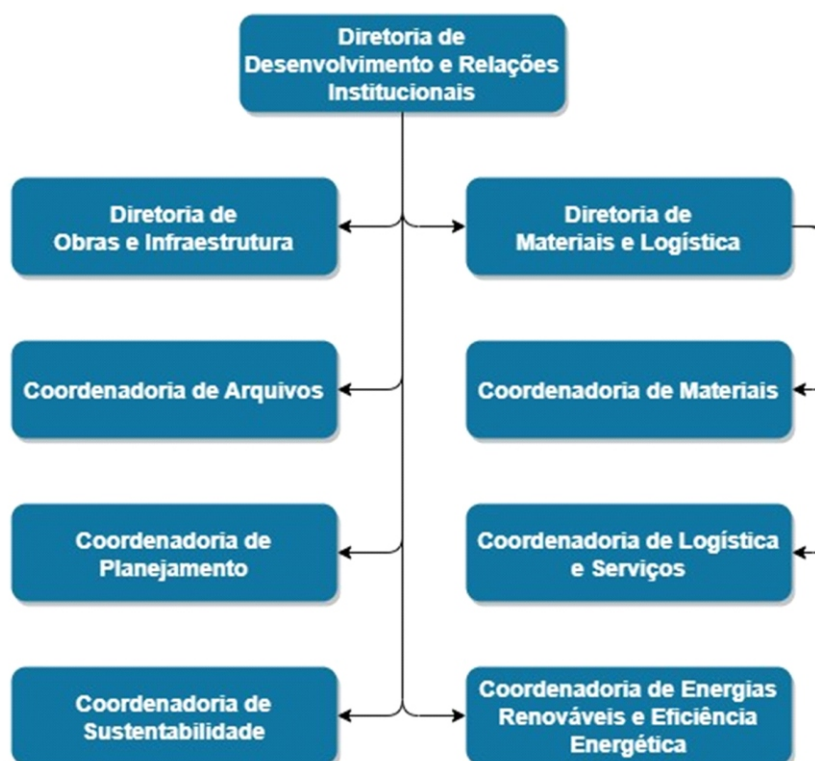 Diretoria de
Desenvolvimento e Relações
Institucionais
Diretoria de
Obras e Infraestrutura
Diretoria de
Materiais e Logística
Coordenadoria de Arquivos
Coordenadoria de Materiais
Coordenadoria de
Planejamento
Coordenadoria de Logística
e Serviços
Coordenadoria de
Sustentabilidade
Coordenadoria de Energias
Renováveis e Eficiência
Energética